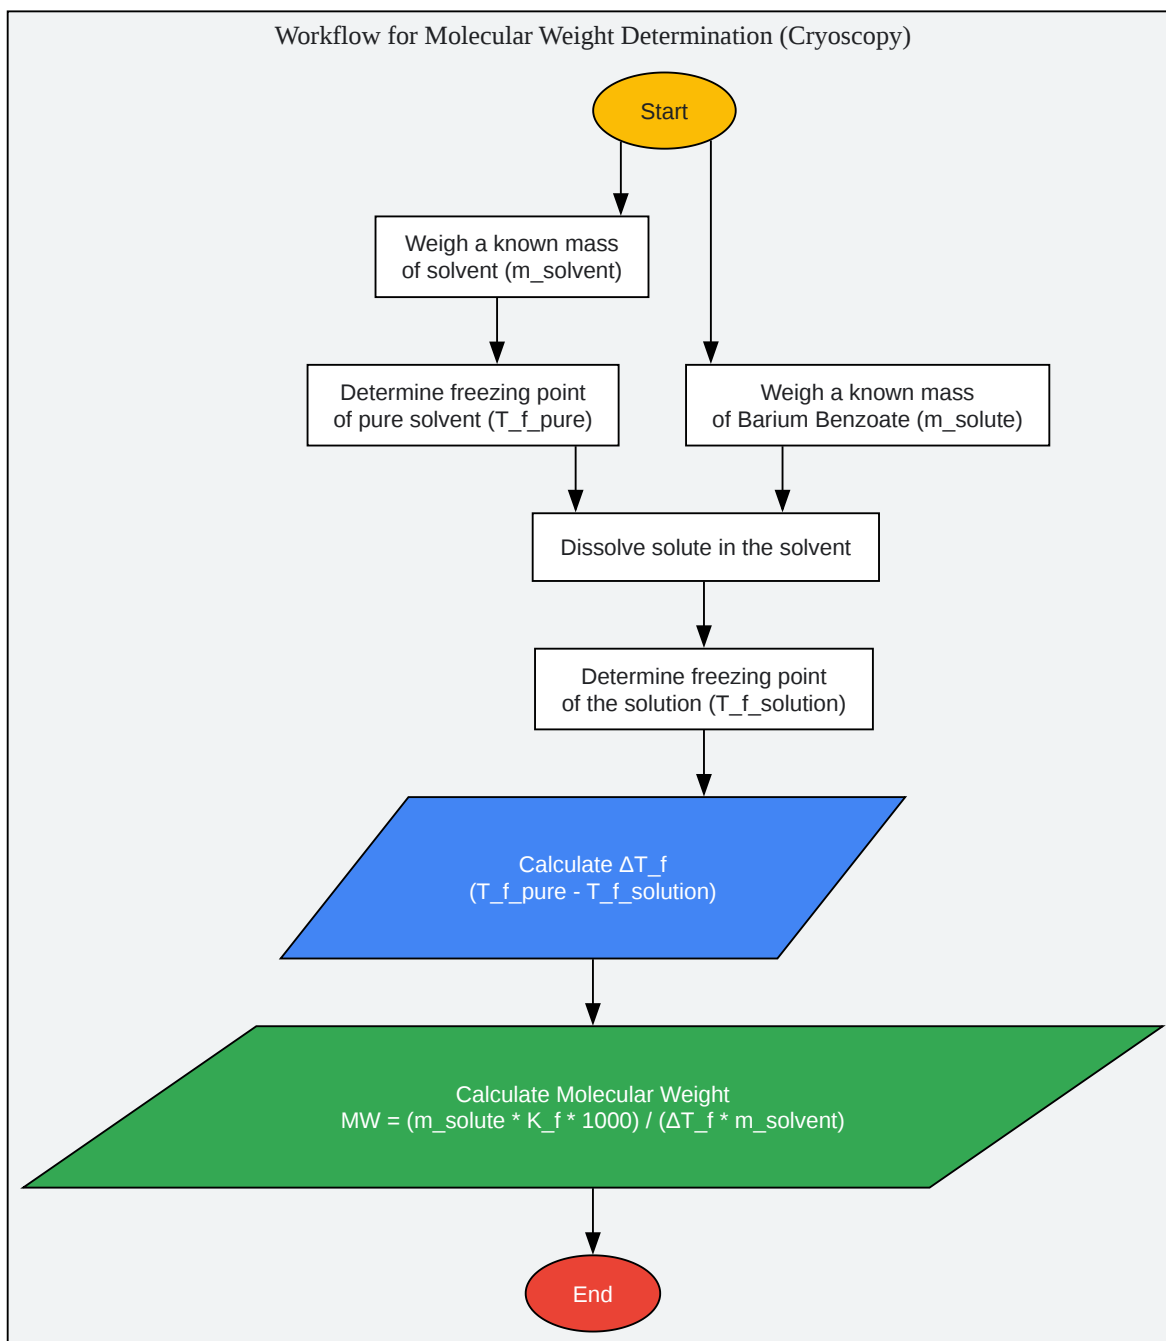 Workflow for Molecular Weight Determination (Cryoscopy)
Start
Weigh a known mass
of solvent (m_solvent)
Determine freezing point
of pure solvent (T_f_pure)
Weigh a known mass
of Barium Benzoate (m_solute)
Dissolve solute in the solvent
Determine freezing point
of the solution (T_f_solution)
Calculate ΔT_f
(T_f_pure - T_f_solution)
Calculate Molecular Weight
MW = (m_solute * K_f * 1000) / (ΔT_f * m_solvent)
End